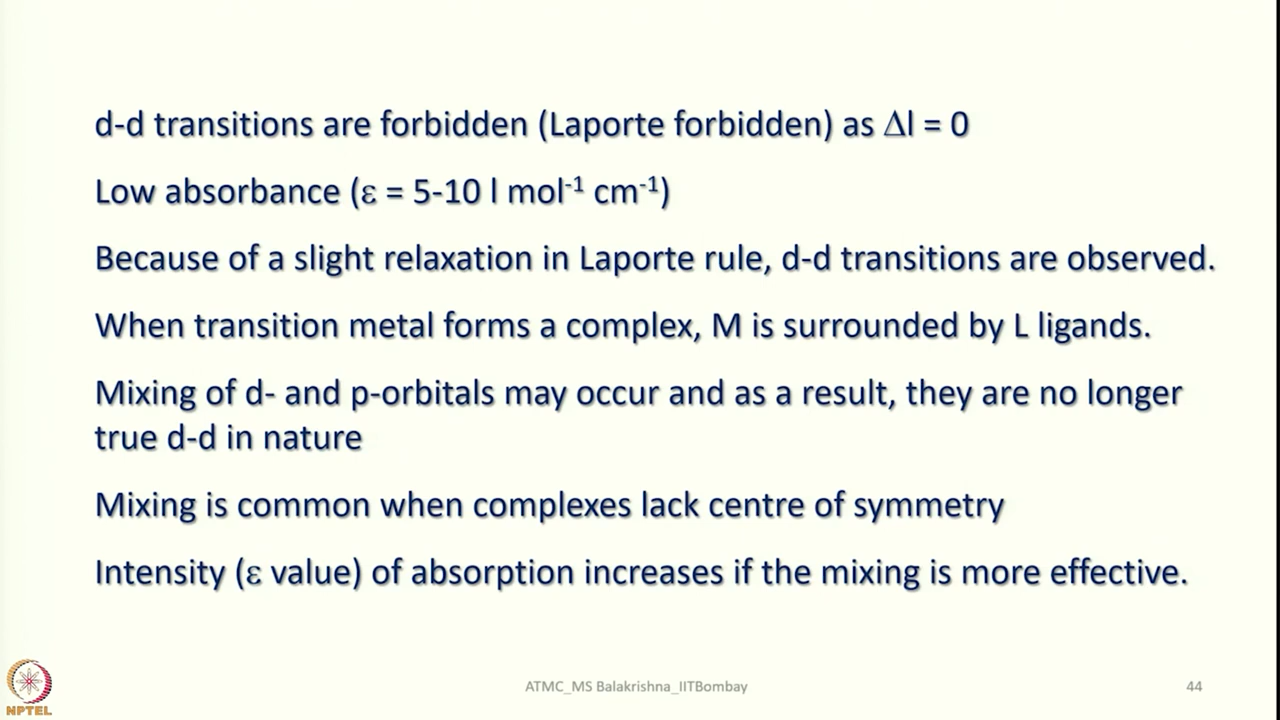 d-d transitions are forbidden (Laporte forbidden) as Δl = 0
Low absorbance (ε = 5-10 l mol⁻¹ cm⁻¹)
Because of a slight relaxation in Laporte rule, d-d transitions are observed.
When transition metal forms a complex, M is surrounded by L ligands.
Mixing of d- and p-orbitals may occur and as a result, they are no longer
true d-d in nature
Mixing is common when complexes lack centre of symmetry
Intensity (ε value) of absorption increases if the mixing is more effective.
NPTEL
ATMC_MS Balakrishna_IITBombay
44